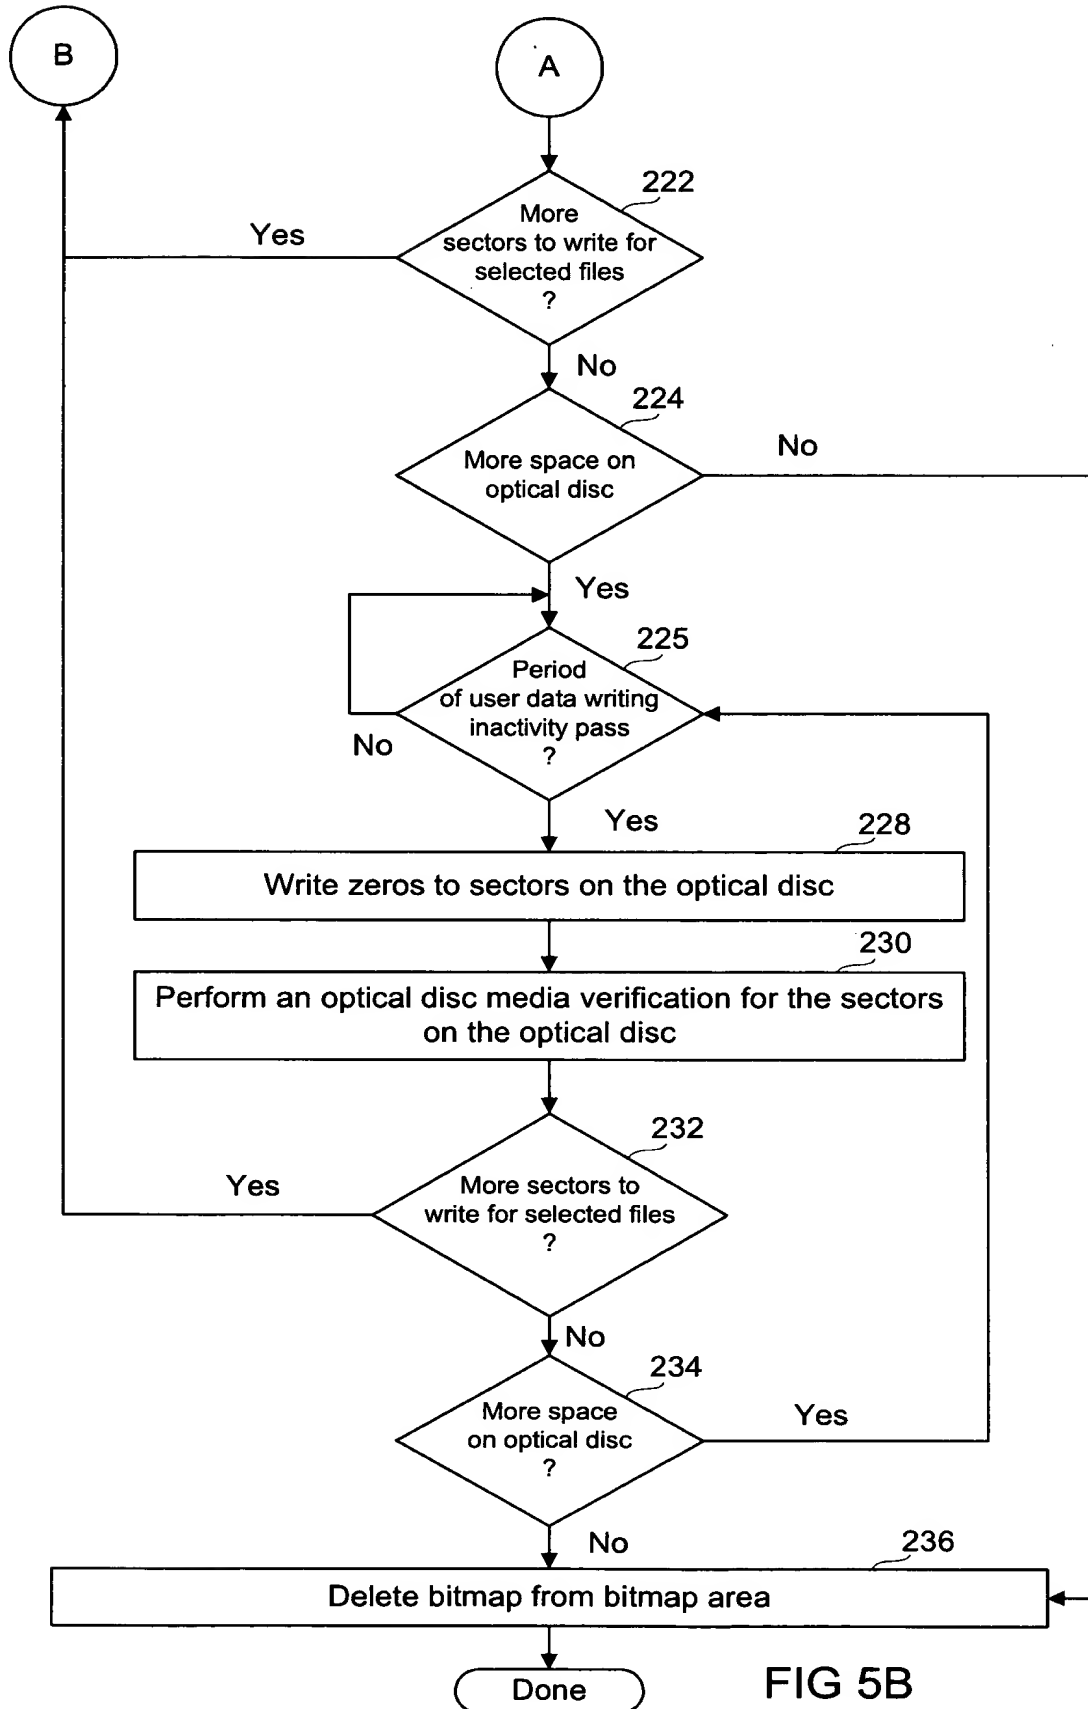 B
A
222
More
sectors to write for
selected files
?
Yes
No
224
More space on
optical disc
No
Yes
225
Period
of user data writing
inactivity pass
?
No
Yes
228
Write zeros to sectors on the optical disc
230
Perform an optical disc media verification for the sectors
on the optical disc
232
More sectors to
write for selected files
?
Yes
No
234
More space
on optical disc
?
Yes
No
236
Delete bitmap from bitmap area
Done
FIG 5B